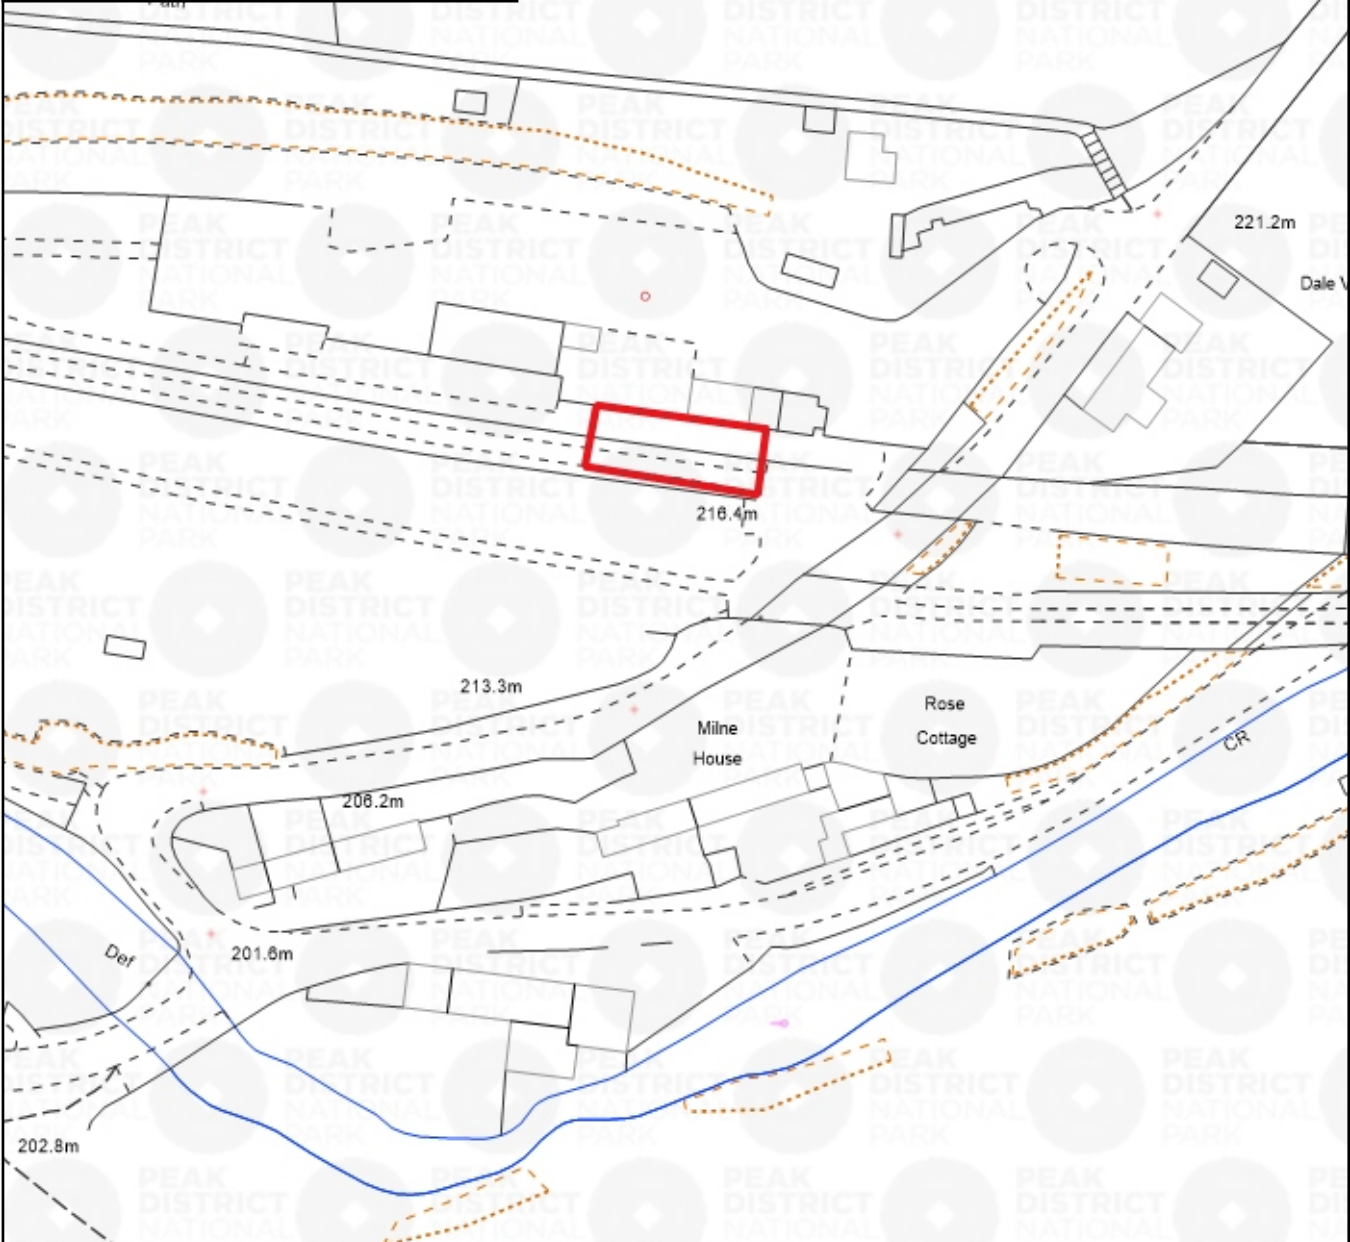 Path
221.2m
Dale
216.4m
213.3m
Milne
House
Rose
Cottage
CR
206.2m
Def
201.6m
202.8m
PEAK
DISTRICT
NATIONAL
PARK